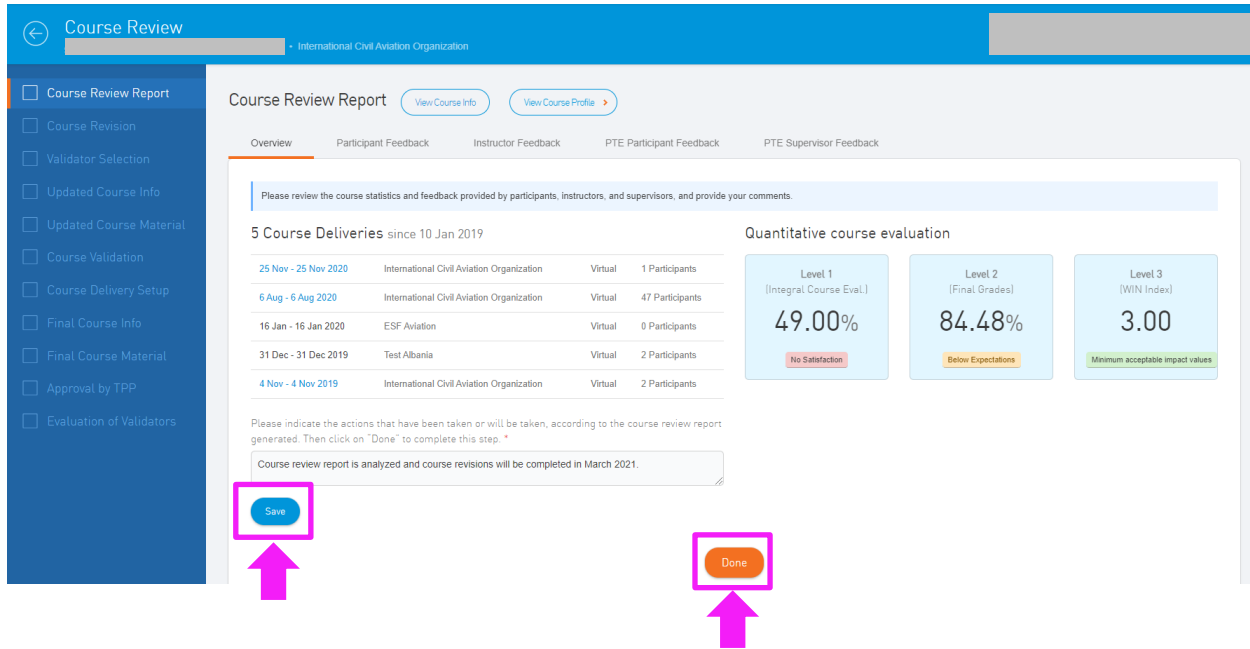 Course Review
• International Civil Aviation Organization
Course Review Report
Course Revision
Validator Selection
Updated Course Info
Updated Course Material
Course Validation
Course Delivery Setup
Final Course Info
Final Course Material
Approval by TPP
Evaluation of Validators
Course Review Report View Course Info View Course Profile >
Overview Participant Feedback Instructor Feedback PTE Participant Feedback PTE Supervisor Feedback
Please review the course statistics and feedback provided by participants, instructors, and supervisors, and provide your comments.
5 Course Deliveries since 10 Jan 2019
25 Nov - 25 Nov 2020 International Civil Aviation Organization Virtual 1 Participants
6 Aug - 6 Aug 2020 International Civil Aviation Organization Virtual 47 Participants
16 Jan - 16 Jan 2020 ESF Aviation Virtual 0 Participants
31 Dec - 31 Dec 2019 Test Albania Virtual 2 Participants
4 Nov - 4 Nov 2019 International Civil Aviation Organization Virtual 2 Participants
Quantitative course evaluation
Level 1
(Integral Course Eval.)
49.00%
No Satisfaction
Level 2
(Final Grades)
84.48%
Below Expectations
Level 3
(WIN Index)
3.00
Minimum acceptable impact values
Please indicate the actions that have been taken or will be taken, according to the course review report
generated. Then click on "Done" to complete this step. *
Course review report is analyzed and course revisions will be completed in March 2021.
Save
Done